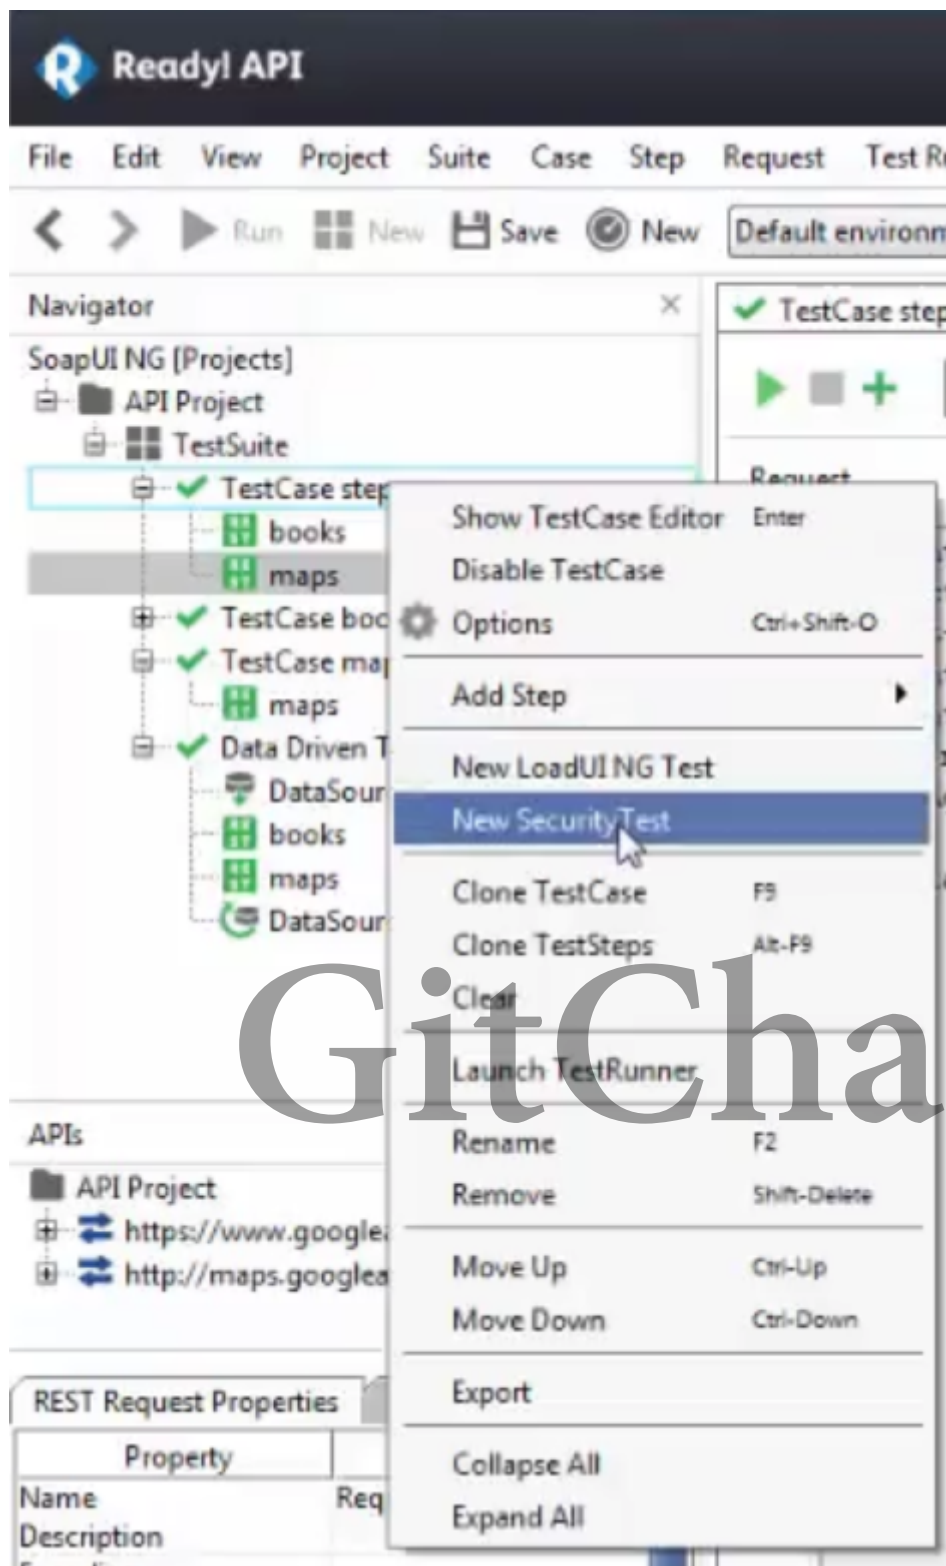 Ready! API
File Edit View Project Suite Case Step Request Test R
Run New Save New Default environm
Navigator
TestCase step
SoapUI NG [Projects]
API Project
TestSuite
Request
TestCase step
books
maps
TestCase boo
TestCase map
maps
Data Driven T
DataSour
books
maps
DataSour
Show TestCase Editor Enter
Disable TestCase
Options Ctrl+Shift-O
Add Step
New LoadUI NG Test
New SecurityTest
Clone TestCase F9
Clone TestSteps Alt-F9
Clear
Launch TestRunner
Rename F2
Remove Shift-Delete
Move Up Ctrl-Up
Move Down Ctrl-Down
Export
Collapse All
Expand All
GitCha
APIs
API Project
https://www.googlea
http://maps.googlea
REST Request Properties
Property
Name Req
Description